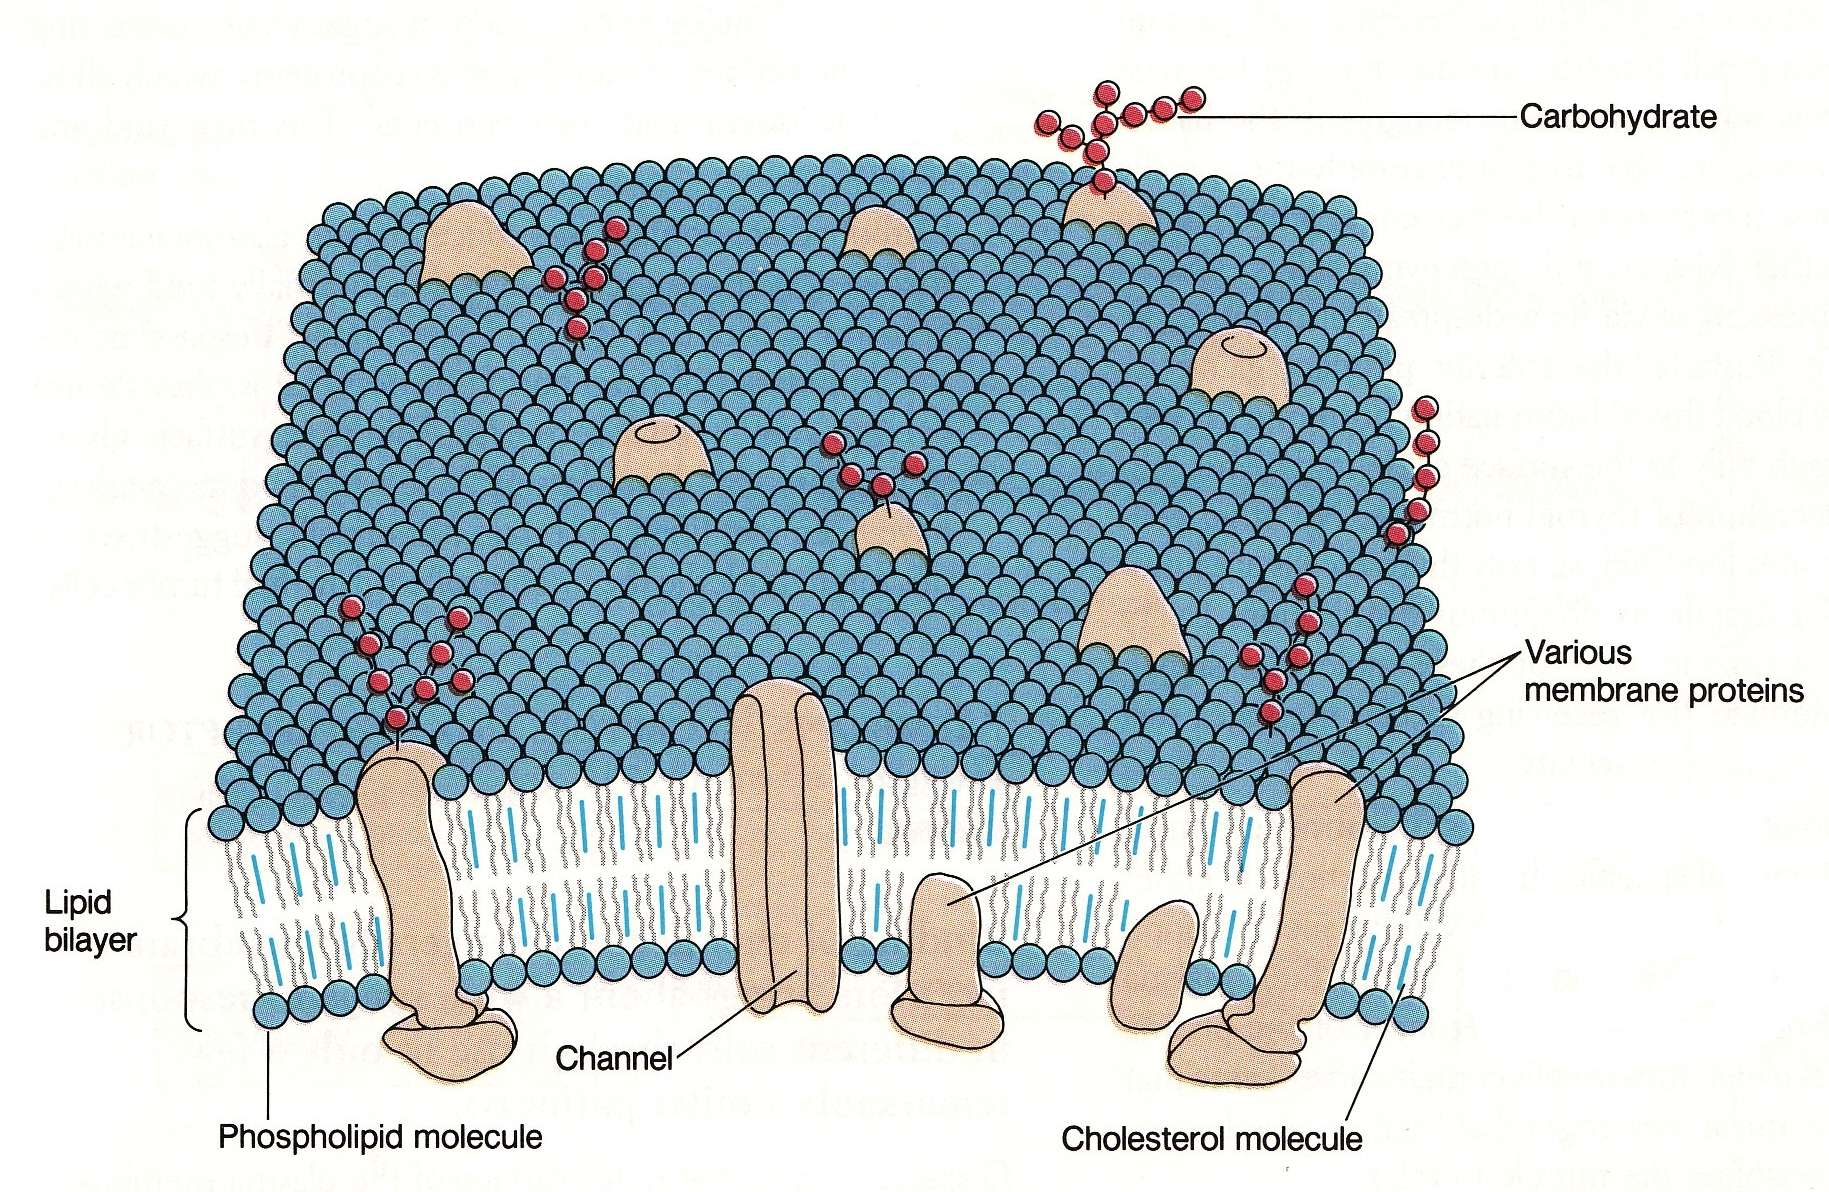 Carbohydrate
Various
membrane proteins
Lipid
bilayer
Channel
Phospholipid molecule
Cholesterol molecule